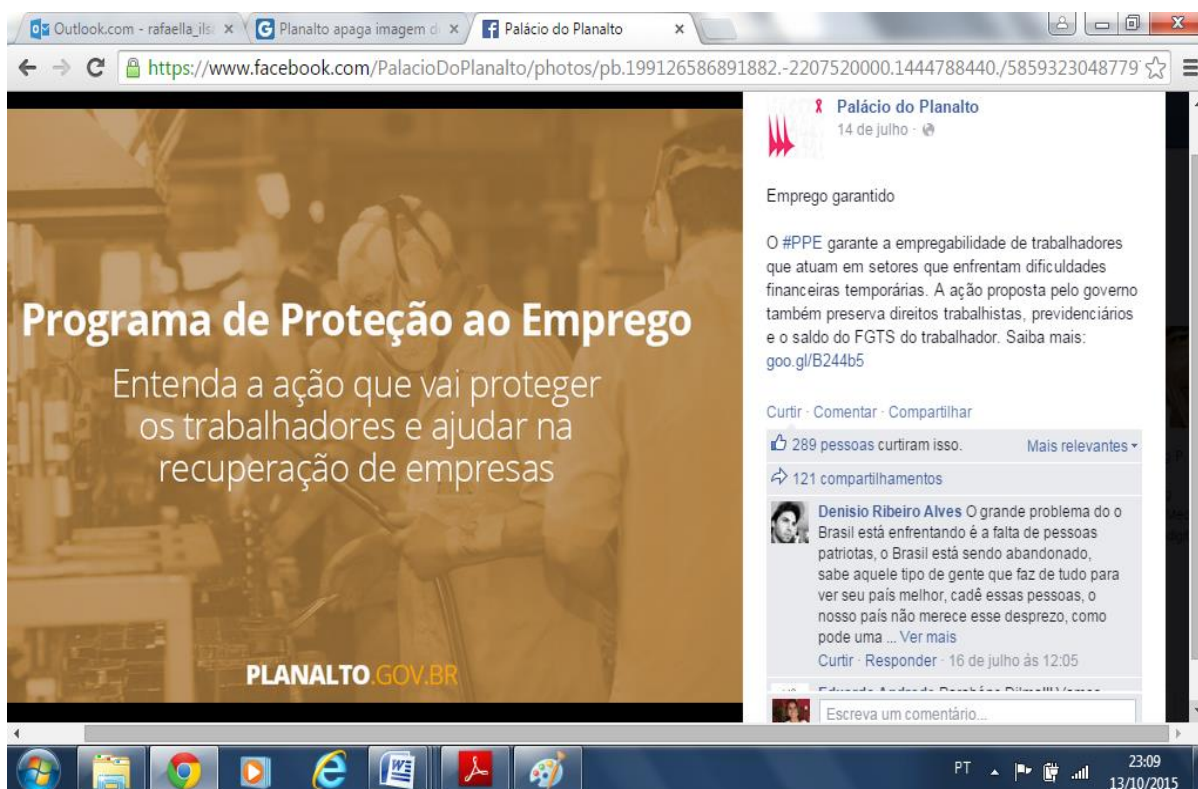 Outlook.com - rafaella_ils
Planalto apaga imagem d
Palácio do Planalto
https://www.facebook.com/PalacioDoPlanalto/photos/pb.199126586891882.-2207520000.1444788440./5859323048779
Programa de Proteção ao Emprego
Entenda a ação que vai proteger
os trabalhadores e ajudar na
recuperação de empresas
PLANALTO.GOV.BR
Palácio do Planalto
14 de julho ·
Emprego garantido
O #PPE garante a empregabilidade de trabalhadores
que atuam em setores que enfrentam dificuldades
financeiras temporárias. A ação proposta pelo governo
também preserva direitos trabalhistas, previdenciários
e o saldo do FGTS do trabalhador. Saiba mais:
goo.gl/B244b5
Curtir · Comentar · Compartilhar
289 pessoas curtiram isso. Mais relevantes
121 compartilhamentos
Denisio Ribeiro Alves O grande problema do o
Brasil está enfrentando é a falta de pessoas
patriotas, o Brasil está sendo abandonado,
sabe aquele tipo de gente que faz de tudo para
ver seu país melhor, cadê essas pessoas, o
nosso país não merece esse desprezo, como
pode uma ... Ver mais
Curtir · Responder · 16 de julho às 12:05
Eduardo Andrade Parabéns Dilma!!! Vamos
Escreva um comentário...
PT
23:09
13/10/2015